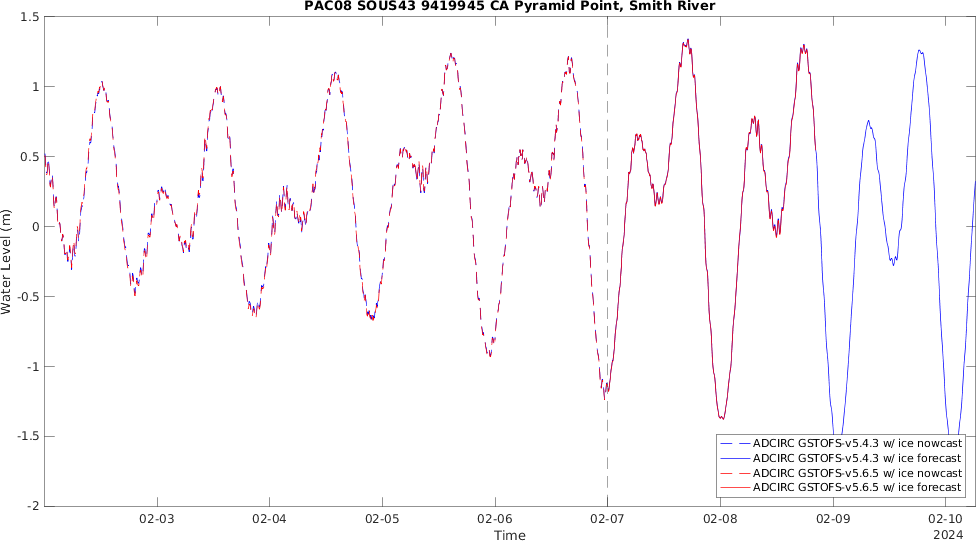 PAC08 SOUS43 9419945 CA Pyramid Point, Smith River
1.5
1
0.5
0
-0.5
-1
-1.5
-2
Water Level (m)
02-03 02-04 02-05 02-06 02-07 02-08 02-09 02-10
Time
2024
ADCIRC GSTOFS-v5.4.3 w/ ice nowcast
ADCIRC GSTOFS-v5.4.3 w/ ice forecast
ADCIRC GSTOFS-v5.6.5 w/ ice nowcast
ADCIRC GSTOFS-v5.6.5 w/ ice forecast